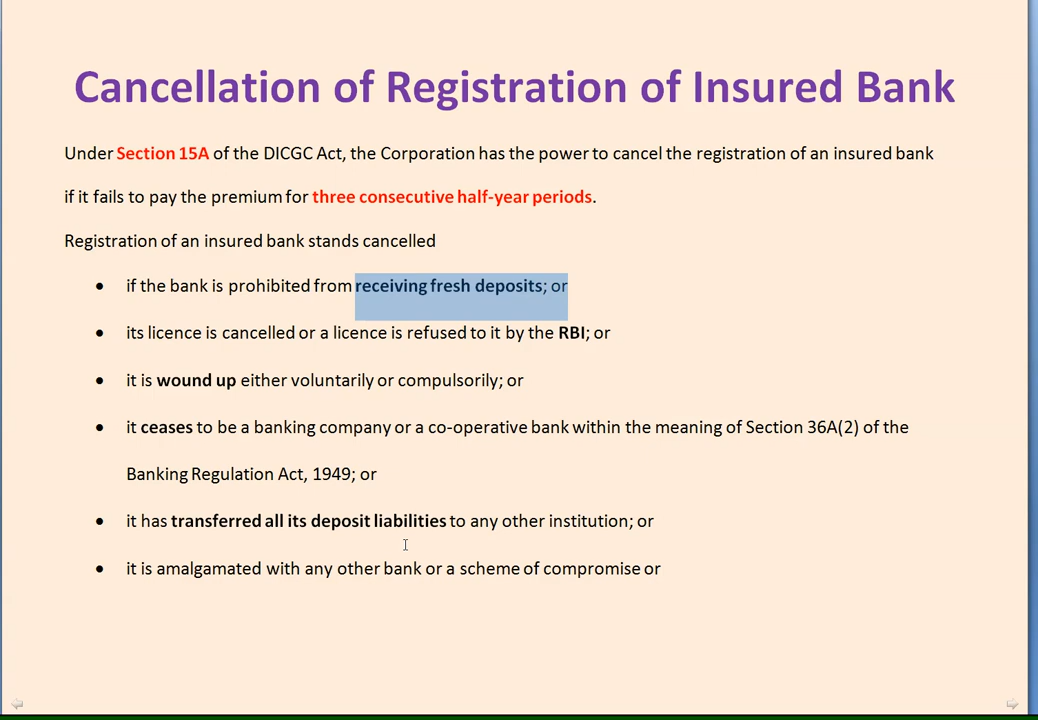 Cancellation of Registration of Insured Bank
Under Section 15A of the DICGC Act, the Corporation has the power to cancel the registration of an insured bank
if it fails to pay the premium for three consecutive half-year periods.
Registration of an insured bank stands cancelled
• if the bank is prohibited from receiving fresh deposits; or
• its licence is cancelled or a licence is refused to it by the RBI; or
• it is wound up either voluntarily or compulsorily; or
• it ceases to be a banking company or a co-operative bank within the meaning of Section 36A(2) of the
Banking Regulation Act, 1949; or
• it has transferred all its deposit liabilities to any other institution; or
• it is amalgamated with any other bank or a scheme of compromise or